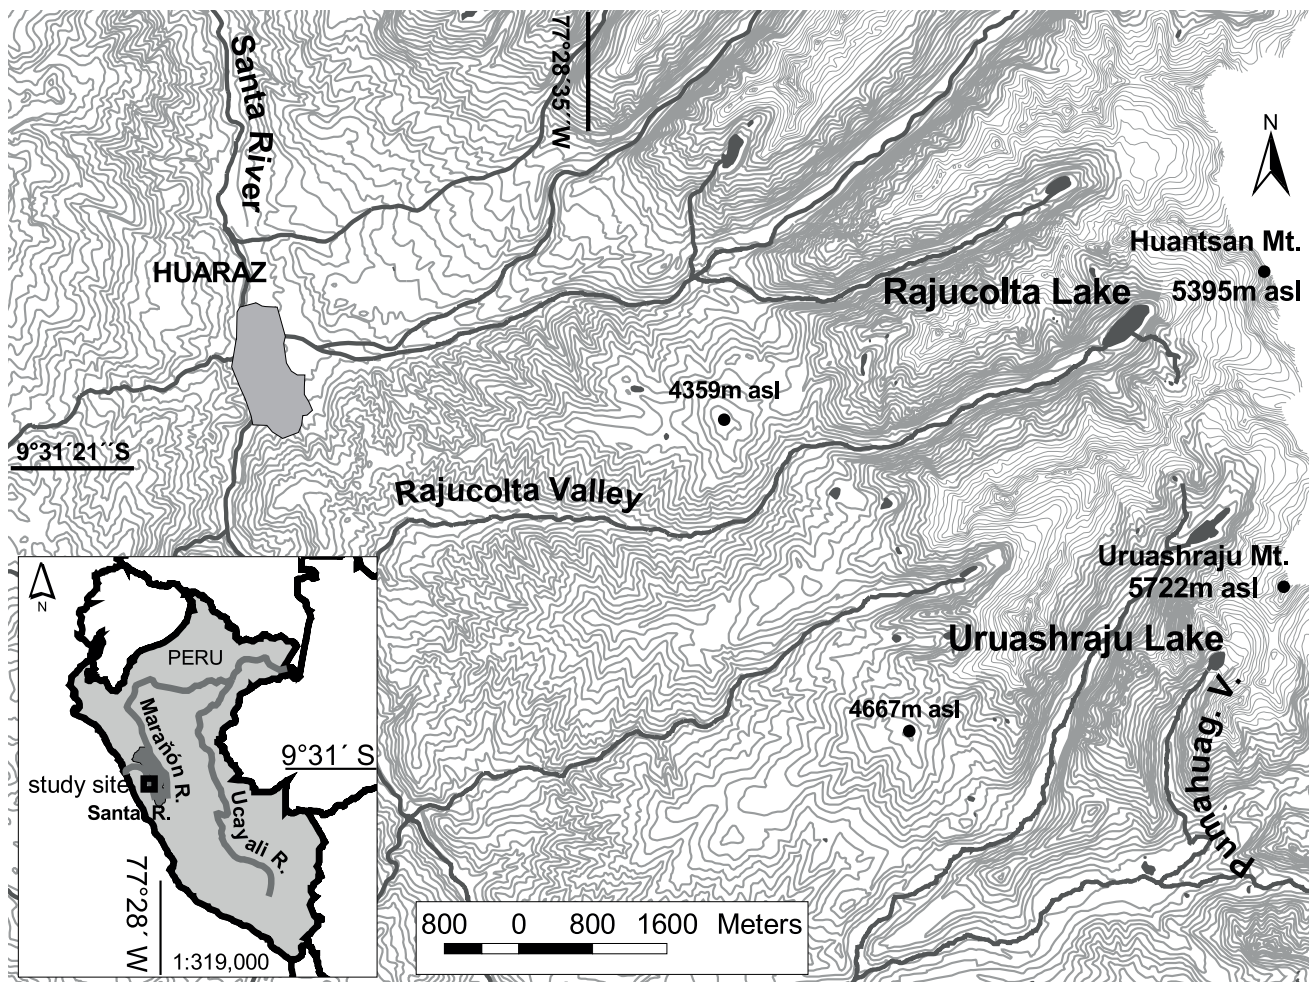 Santa River
77°28´35´´W
N
Huantsan Mt.
5395m asl
HUARAZ
Rajucolta Lake
4359m asl
9°31´21´´S
Rajucolta Valley
Uruashraju Mt.
5722m asl
Uruashraju Lake
4667m asl
Pumahuag. V.
N
PERU
Marañón R.
9°31´ S
study site
Santa R.
Ucayali R.
77°28´ W
1:319,000
800 0 800 1600 Meters